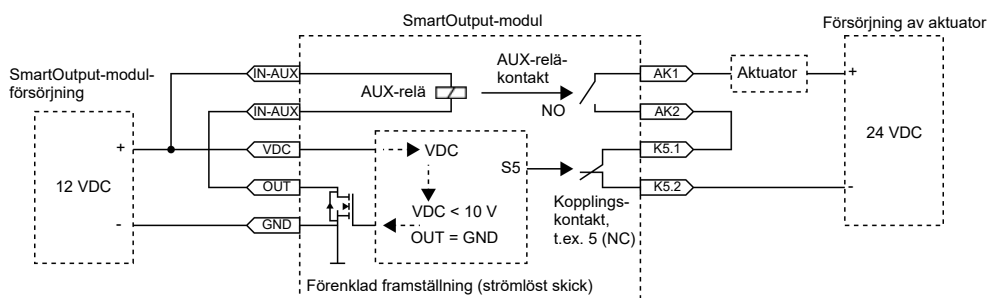 SmartOutput-modul
Försörjning av aktuator
SmartOutput-modul-
försörjning
12 VDC
+
-
IN-AUX
IN-AUX
VDC
OUT
GND
AUX-relä
AUX-relä-
kontakt
NO
VDC
VDC < 10 V
OUT = GND
S5
Kopplings-
kontakt,
t.ex. 5 (NC)
AK1
AK2
K5.1
K5.2
Aktuator
+
-
24 VDC
Förenklad framställning (strömlöst skick)